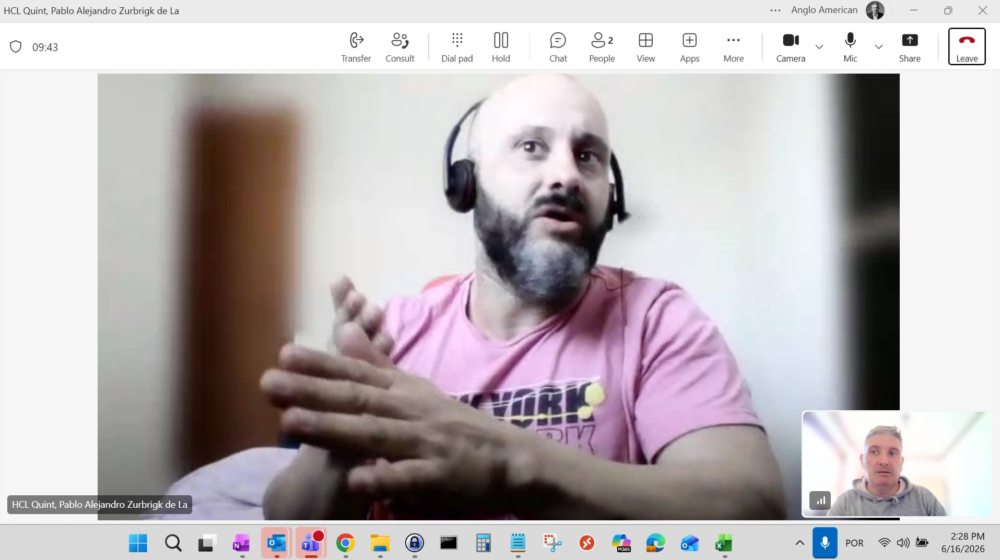 HCL Quint, Pablo Alejandro Zurbrigk de La
Anglo American
09:43
Transfer
Consult
Dial pad
Hold
Chat
2
People
View
Apps
More
Camera
Mic
Share
Leave
YORK
HCL Quint, Pablo Alejandro Zurbrigk de La
M365
POR
2:28 PM
6/16/2026